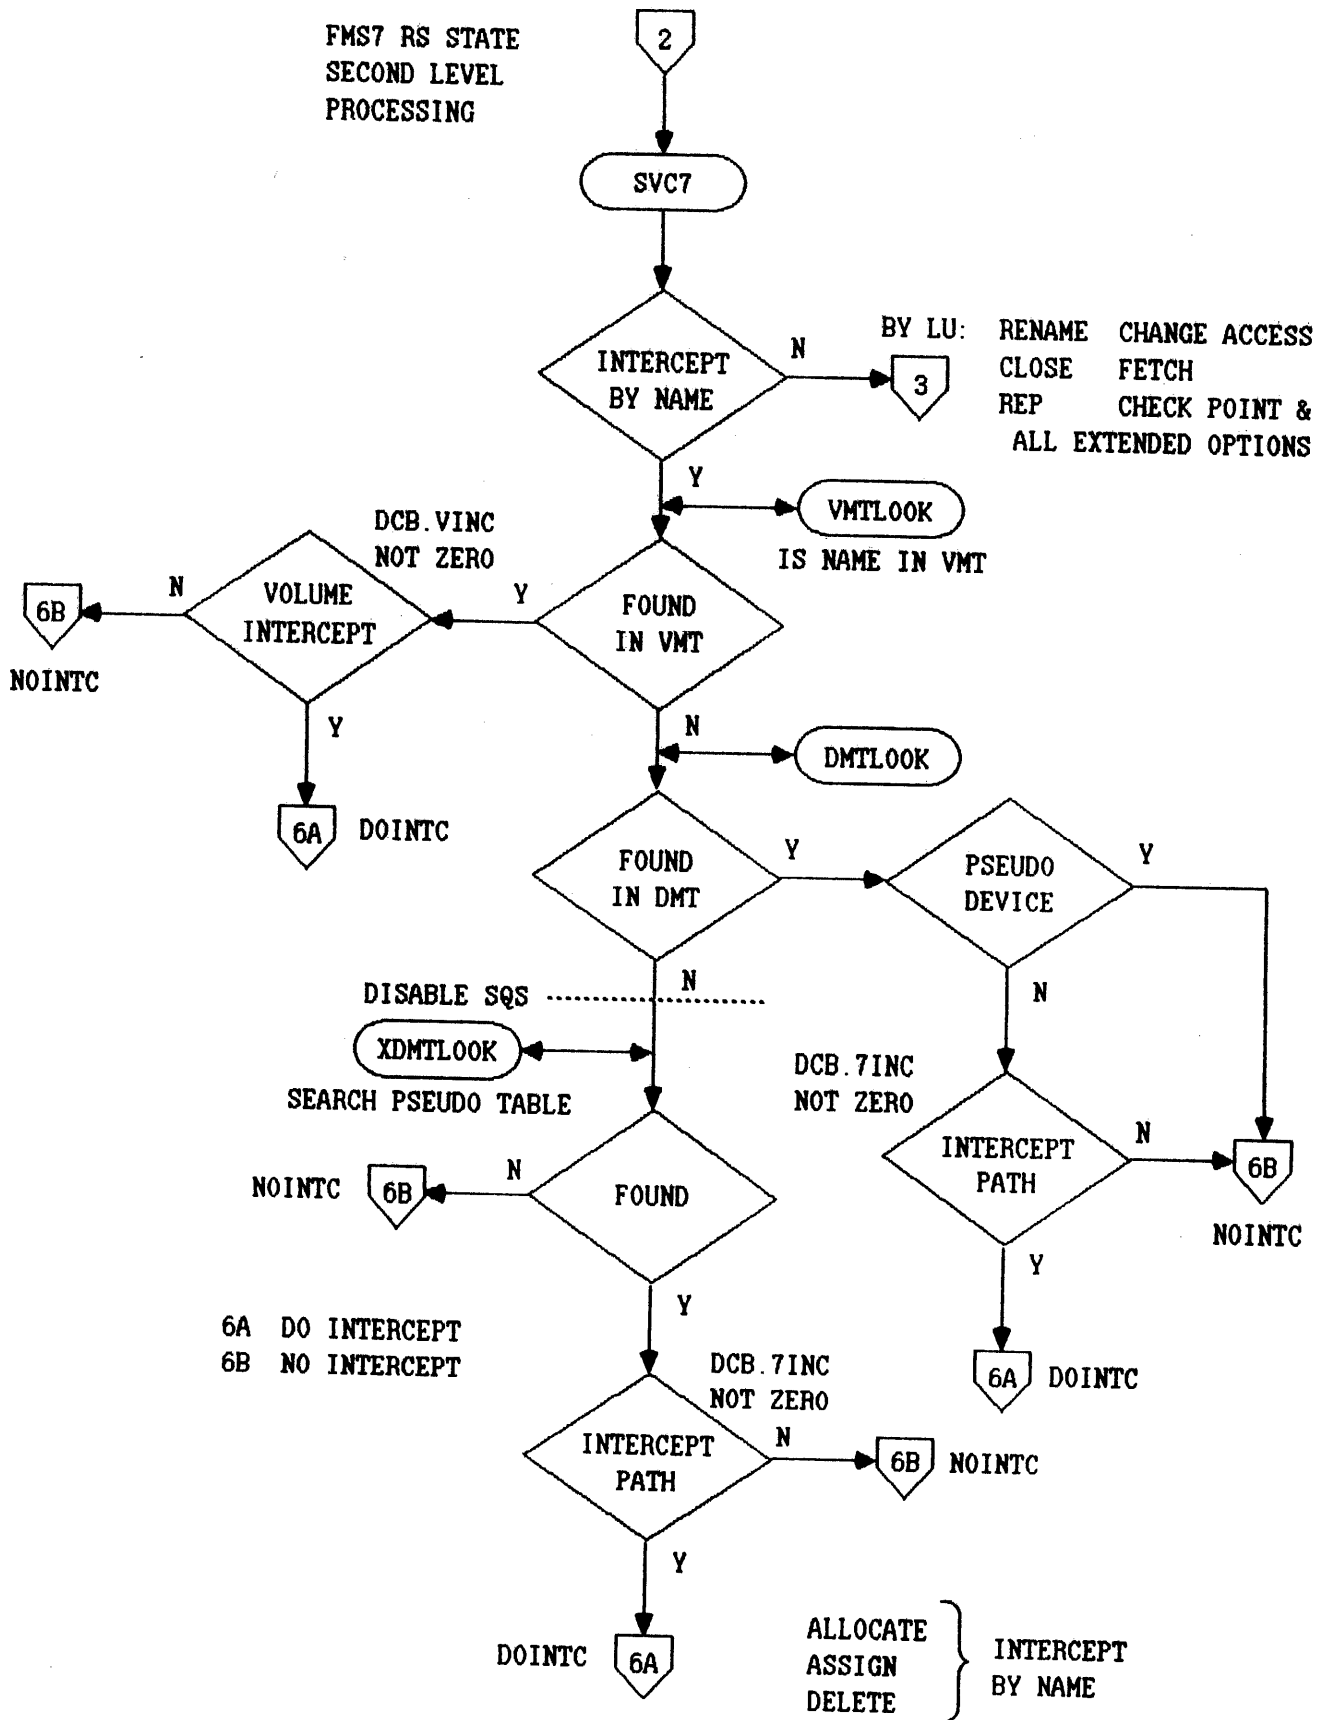 FMS7 RS STATE
SECOND LEVEL
PROCESSING
2
SVC7
INTERCEPT
BY NAME
N
3
BY LU: RENAME CHANGE ACCESS
CLOSE FETCH
REP CHECK POINT &
ALL EXTENDED OPTIONS
Y
VMTLOOK
IS NAME IN VMT
DCB.VINC
NOT ZERO
FOUND
IN VMT
Y
VOLUME
INTERCEPT
N
6B
NOINTC
Y
6A DOINTC
N
DMTLOOK
FOUND
IN DMT
Y
PSEUDO
DEVICE
Y
N
DISABLE SQS
N
XDMTLOOK
SEARCH PSEUDO TABLE
DCB.7INC
NOT ZERO
INTERCEPT
PATH
N
6B
NOINTC
Y
6A DOINTC
FOUND
N
NOINTC 6B
Y
6A DO INTERCEPT
6B NO INTERCEPT
DCB.7INC
NOT ZERO
INTERCEPT
PATH
N
6B NOINTC
Y
DOINTC 6A
ALLOCATE
ASSIGN
DELETE
INTERCEPT
BY NAME